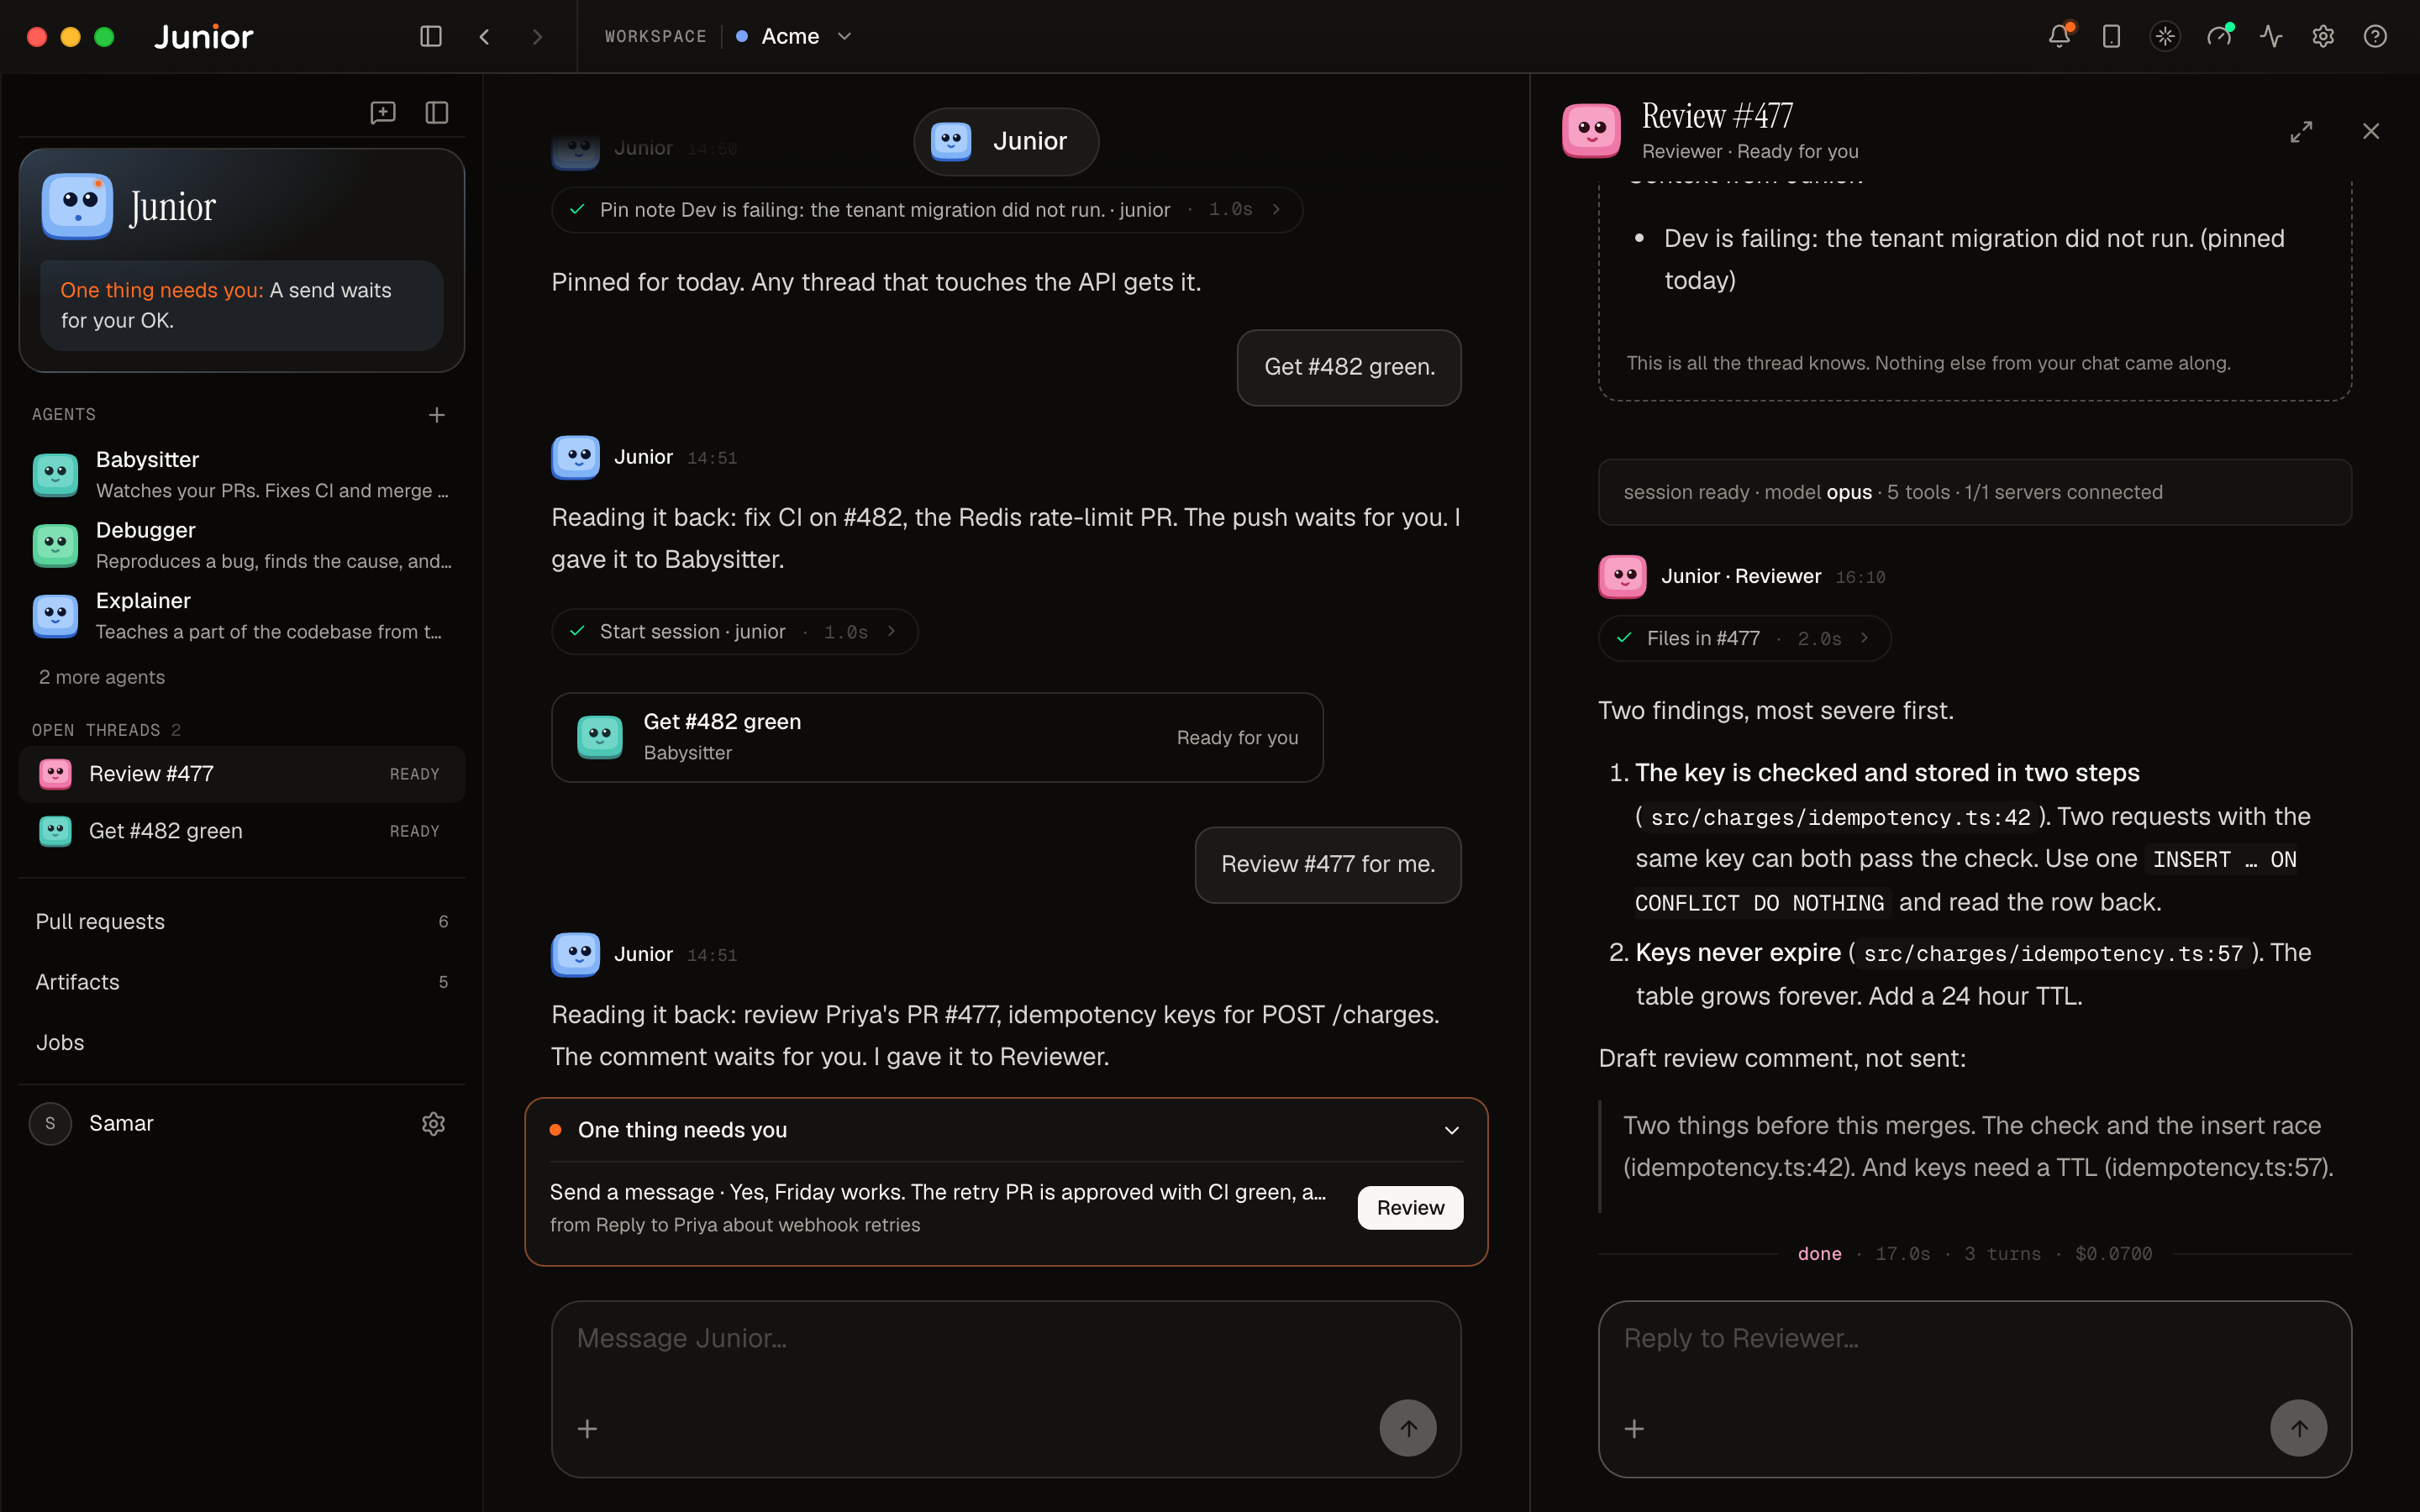 Junior
WORKSPACE
Acme
Junior
One thing needs you: A send waits
for your OK.
AGENTS
Babysitter
Watches your PRs. Fixes CI and merge ...
Debugger
Reproduces a bug, finds the cause, and...
Explainer
Teaches a part of the codebase from t...
2 more agents
OPEN THREADS 2
Review #477 READY
Get #482 green READY
Pull requests 6
Artifacts 5
Jobs
S Samar
Junior 14:50
Junior
Pin note Dev is failing: the tenant migration did not run. · junior · 1.0s
Pinned for today. Any thread that touches the API gets it.
Get #482 green.
Junior 14:51
Reading it back: fix CI on #482, the Redis rate-limit PR. The push waits for you. I
gave it to Babysitter.
Start session · junior · 1.0s
Get #482 green
Babysitter
Ready for you
Review #477 for me.
Junior 14:51
Reading it back: review Priya's PR #477, idempotency keys for POST /charges.
The comment waits for you. I gave it to Reviewer.
One thing needs you
Send a message · Yes, Friday works. The retry PR is approved with CI green, a...
from Reply to Priya about webhook retries
Review
Message Junior...
Review #477
Reviewer · Ready for you
Context from Junior:
Dev is failing: the tenant migration did not run. (pinned
today)
This is all the thread knows. Nothing else from your chat came along.
session ready · model opus · 5 tools · 1/1 servers connected
Junior · Reviewer 16:10
Files in #477 · 2.0s
Two findings, most severe first.
1. The key is checked and stored in two steps
(src/charges/idempotency.ts:42). Two requests with the
same key can both pass the check. Use one INSERT … ON
CONFLICT DO NOTHING and read the row back.
2. Keys never expire (src/charges/idempotency.ts:57). The
table grows forever. Add a 24 hour TTL.
Draft review comment, not sent:
Two things before this merges. The check and the insert race
(idempotency.ts:42). And keys need a TTL (idempotency.ts:57).
done · 17.0s · 3 turns · $0.0700
Reply to Reviewer...